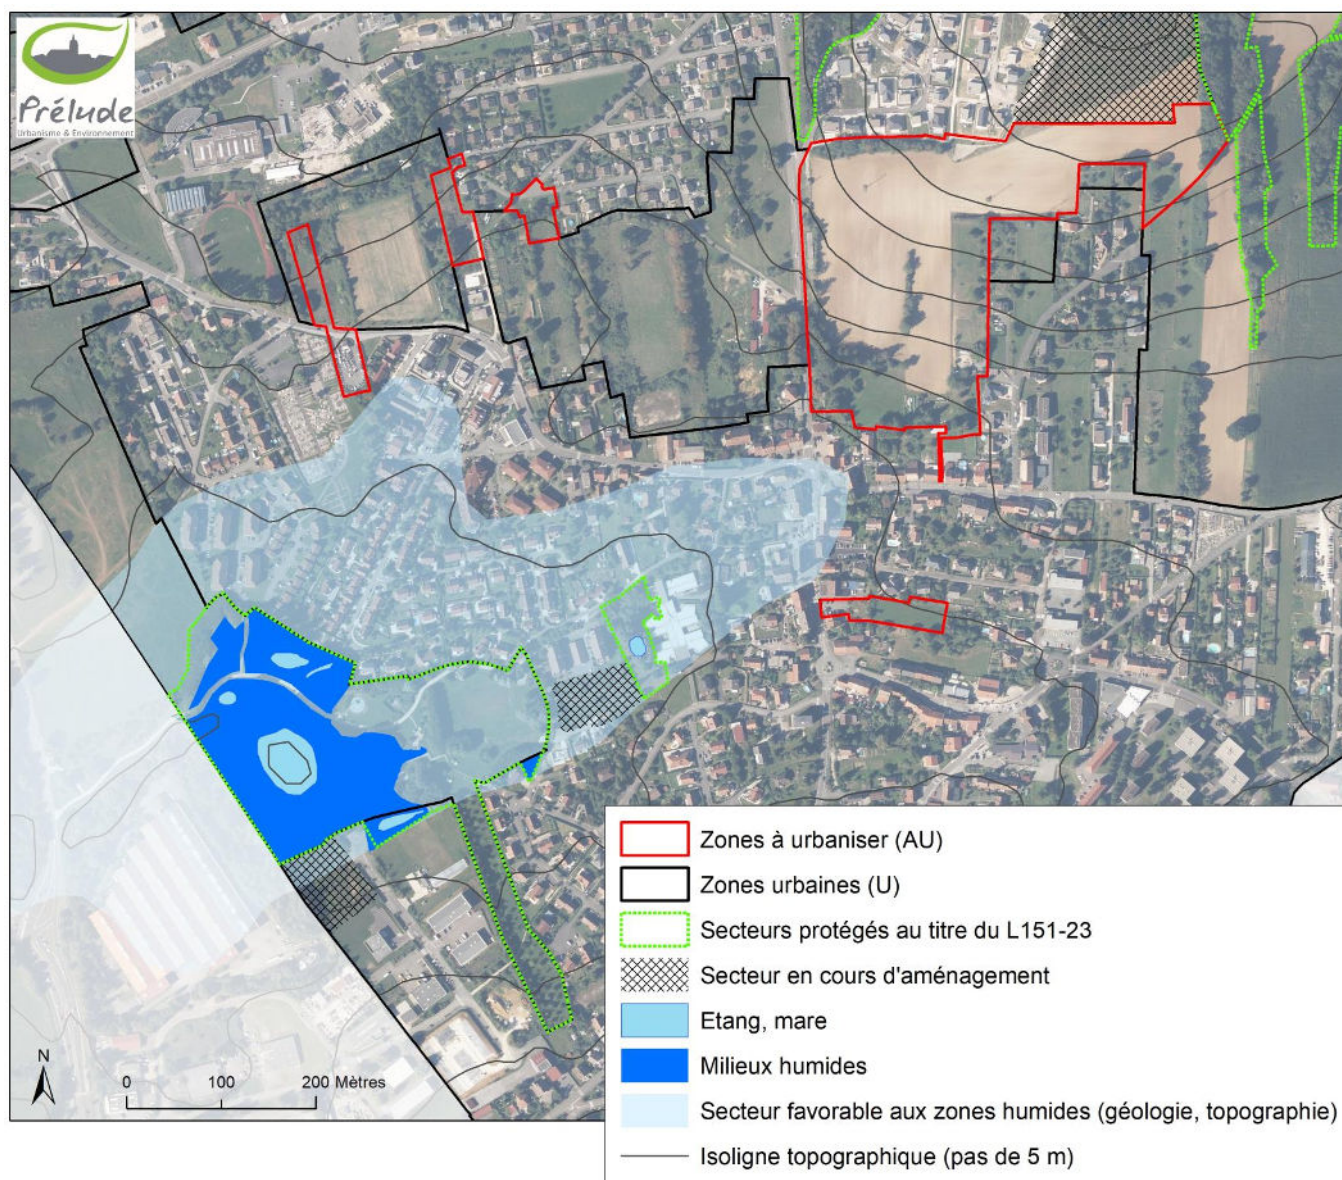 Prélude
Urbanisme & Environnement
Zones à urbaniser (AU)
Zones urbaines (U)
Secteurs protégés au titre du L151-23
Secteur en cours d'aménagement
Etang, mare
Milieux humides
Secteur favorable aux zones humides (géologie, topographie)
Isoligne topographique (pas de 5 m)
N
0 100 200 Mètres